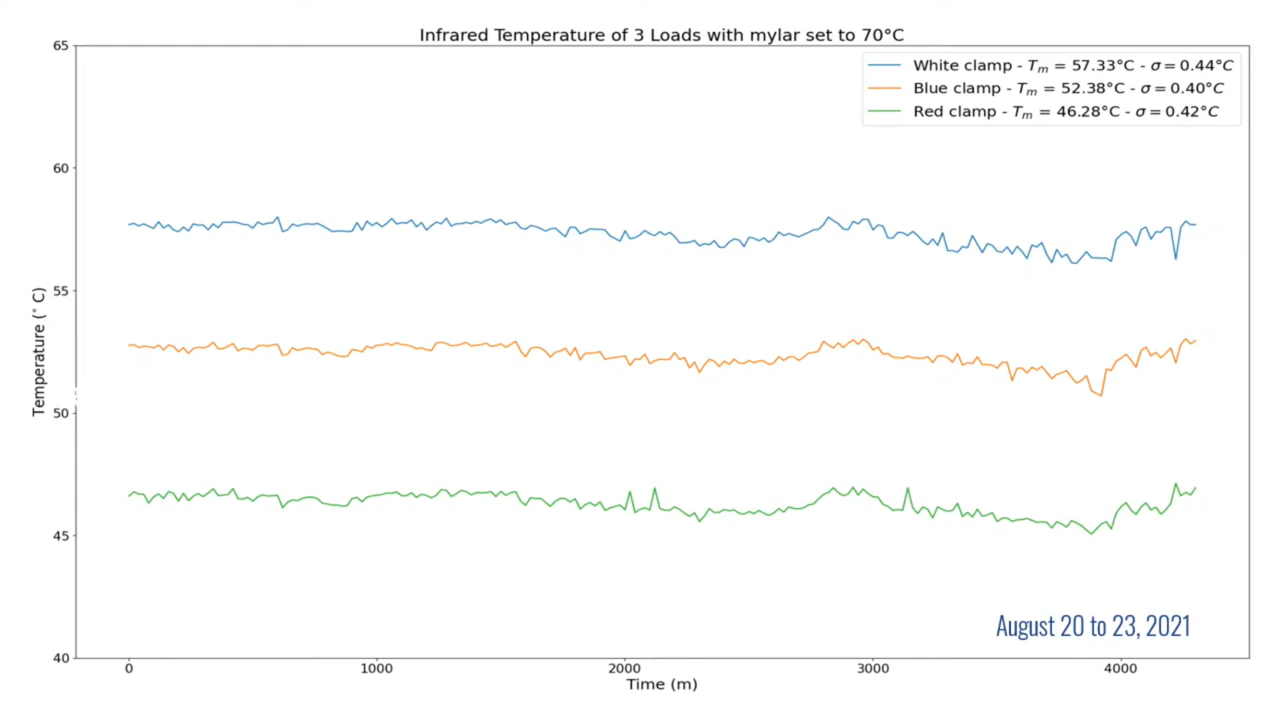 Infrared Temperature of 3 Loads with mylar set to 70°C
65
White clamp - Tm = 57.33°C - σ = 0.44°C
Blue clamp - Tm = 52.38°C - σ = 0.40°C
Red clamp - Tm = 46.28°C - σ = 0.42°C
60
55
Temperature (° C)
50
45
August 20 to 23, 2021
40
0 1000 2000 3000 4000
Time (m)